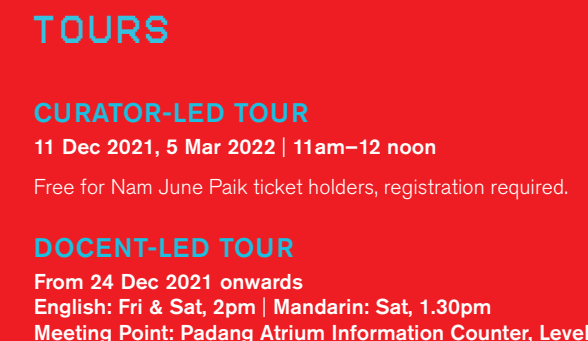 TOURS
CURATOR-LED TOUR
11 Dec 2021, 5 Mar 2022 | 11am–12 noon
Free for Nam June Paik ticket holders, registration required.
DOCENT-LED TOUR
From 24 Dec 2021 onwards
English: Fri & Sat, 2pm | Mandarin: Sat, 1.30pm
Meeting Point: Padang Atrium Information Counter, Level